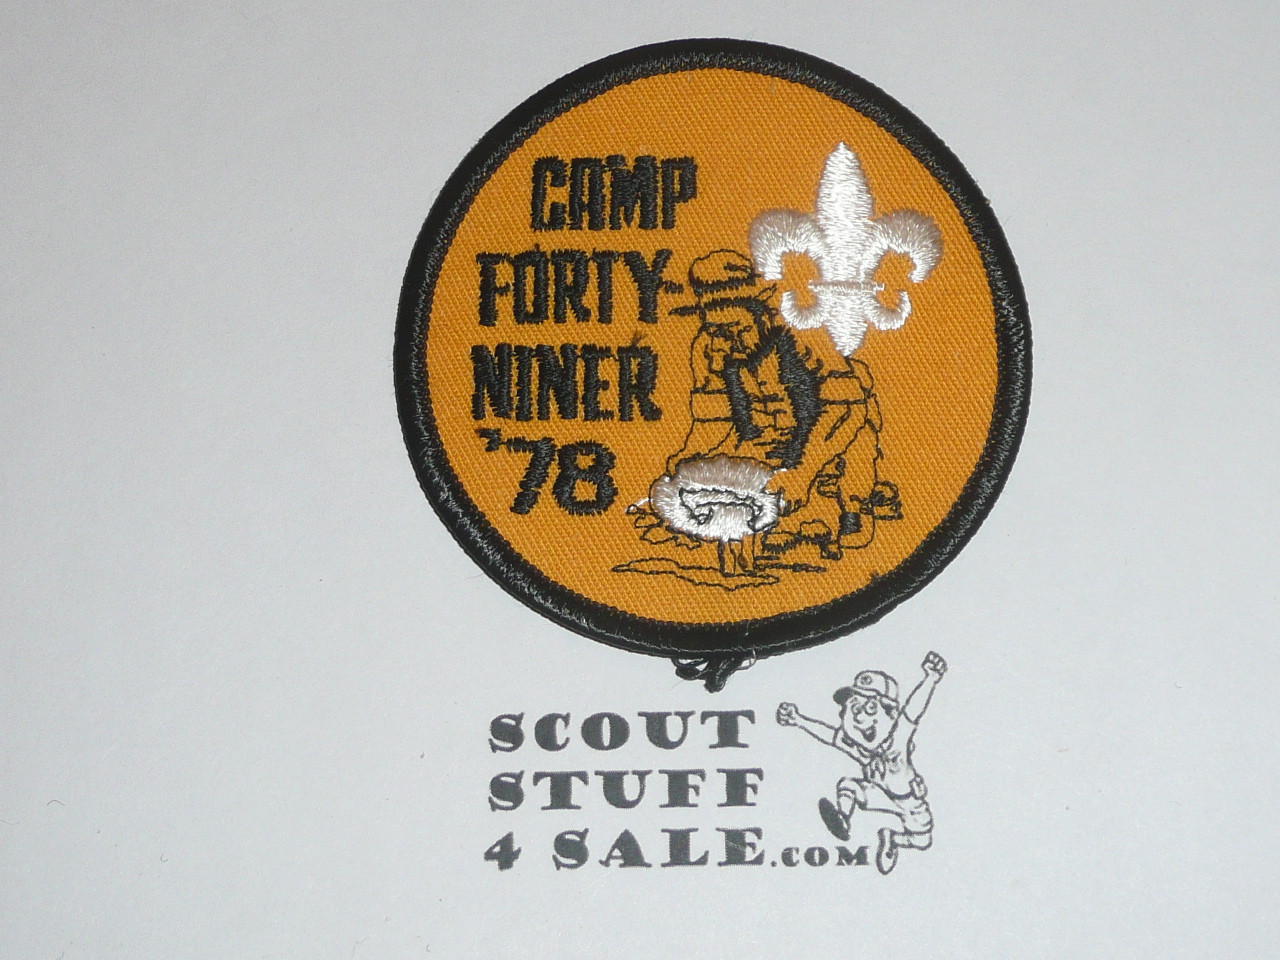 CAMP
FORTY-
NINER
'78
SCOUT
STUFF
4 SALE.COM